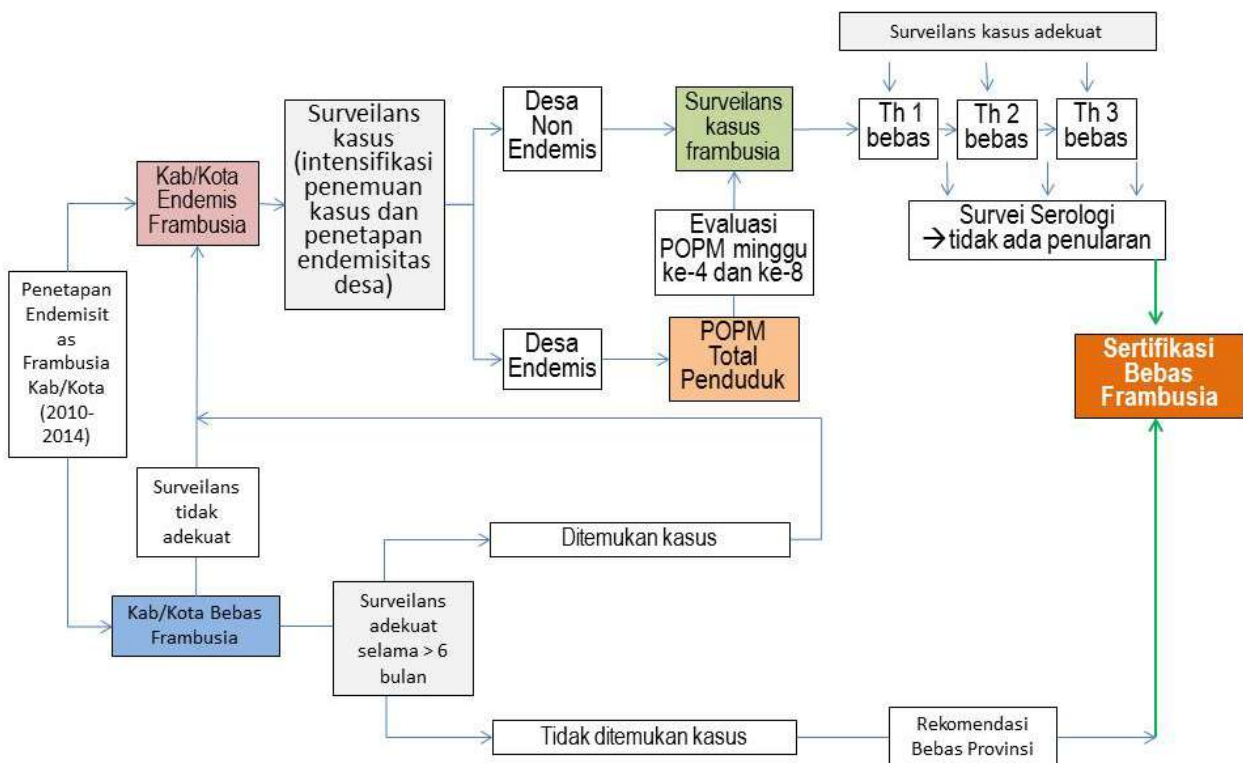 Surveilans kasus adekuat
Th 1
bebas
Th 2
bebas
Th 3
bebas
Desa
Non
Endemis
Surveilans
kasus
frambusia
Surveilans
kasus
(intensifikasi
penemuan
kasus dan
penetapan
endemisitas
desa)
Kab/Kota
Endemis
Frambusia
Evaluasi
POPM minggu
ke-4 dan ke-8
Survei Serologi
→tidak ada penularan
Penetapan
Endemisit
as
Frambusia
Kab/Kota
(2010-
2014)
Desa
Endemis
POPM
Total
Penduduk
Sertifikasi
Bebas
Frambusia
Surveilans
tidak
adekuat
Ditemukan kasus
Kab/Kota Bebas
Frambusia
Surveilans
adekuat
selama > 6
bulan
Tidak ditemukan kasus
Rekomendasi
Bebas Provinsi